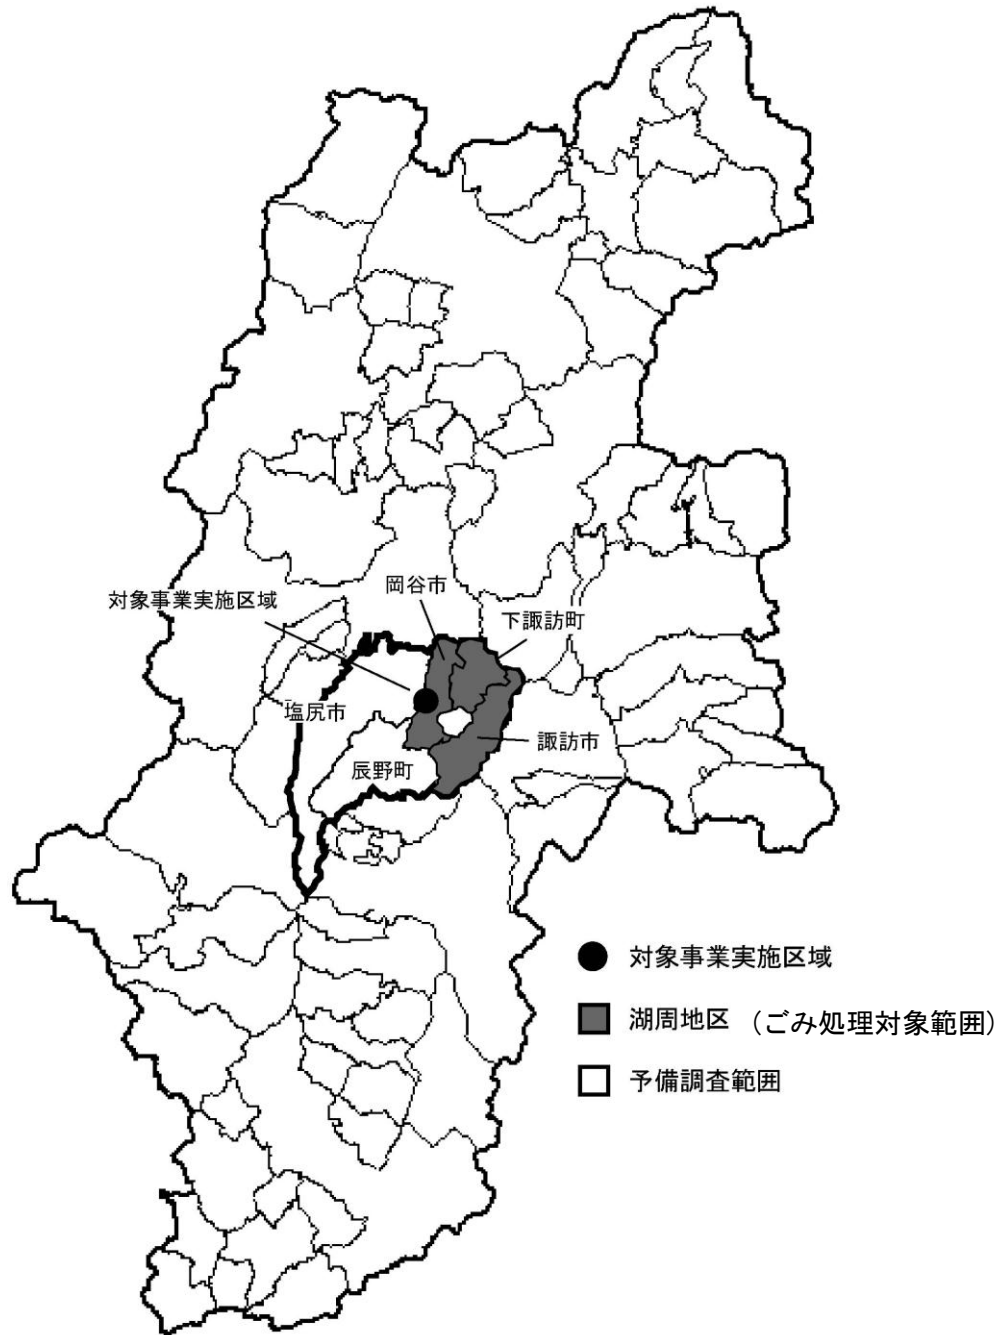 岡谷市
対象事業実施区域
下諏訪町
塩尻市
諏訪市
辰野町
対象事業実施区域
湖周地区 （ごみ処理対象範囲）
予備調査範囲